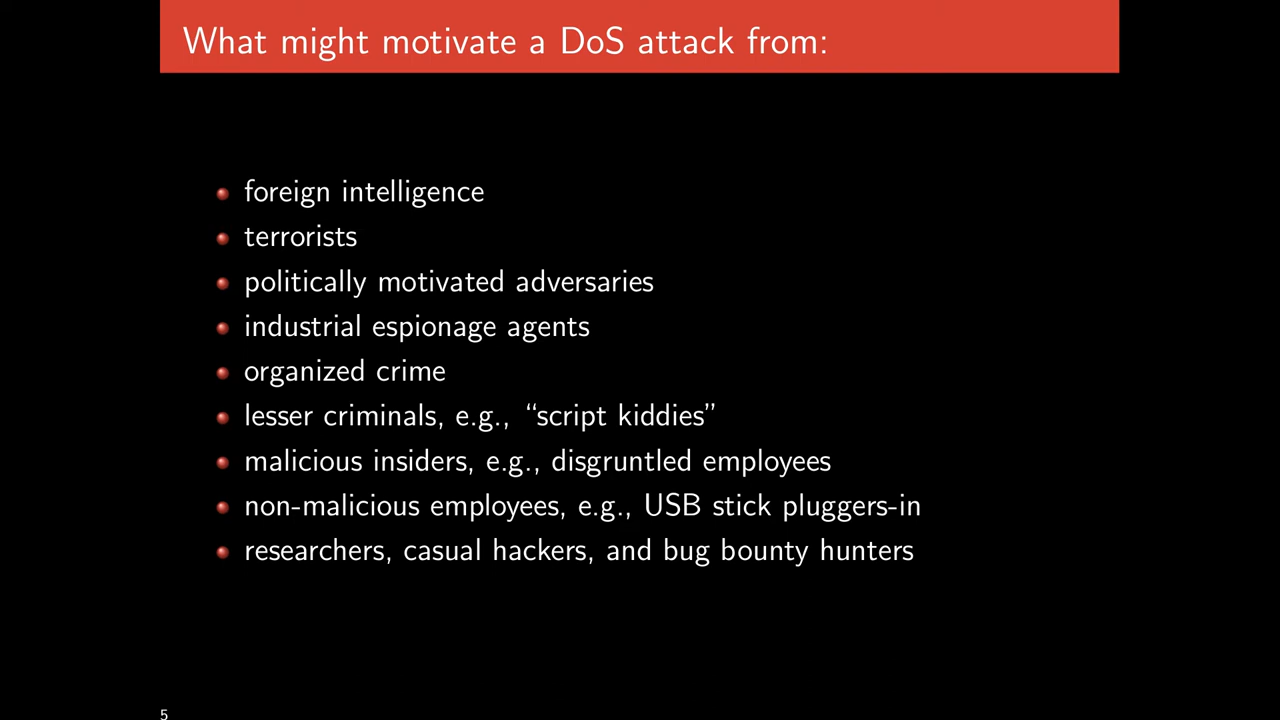 What might motivate a DoS attack from:
foreign intelligence
terrorists
politically motivated adversaries
industrial espionage agents
organized crime
lesser criminals, e.g., “script kiddies”
malicious insiders, e.g., disgruntled employees
non-malicious employees, e.g., USB stick pluggers-in
researchers, casual hackers, and bug bounty hunters
5